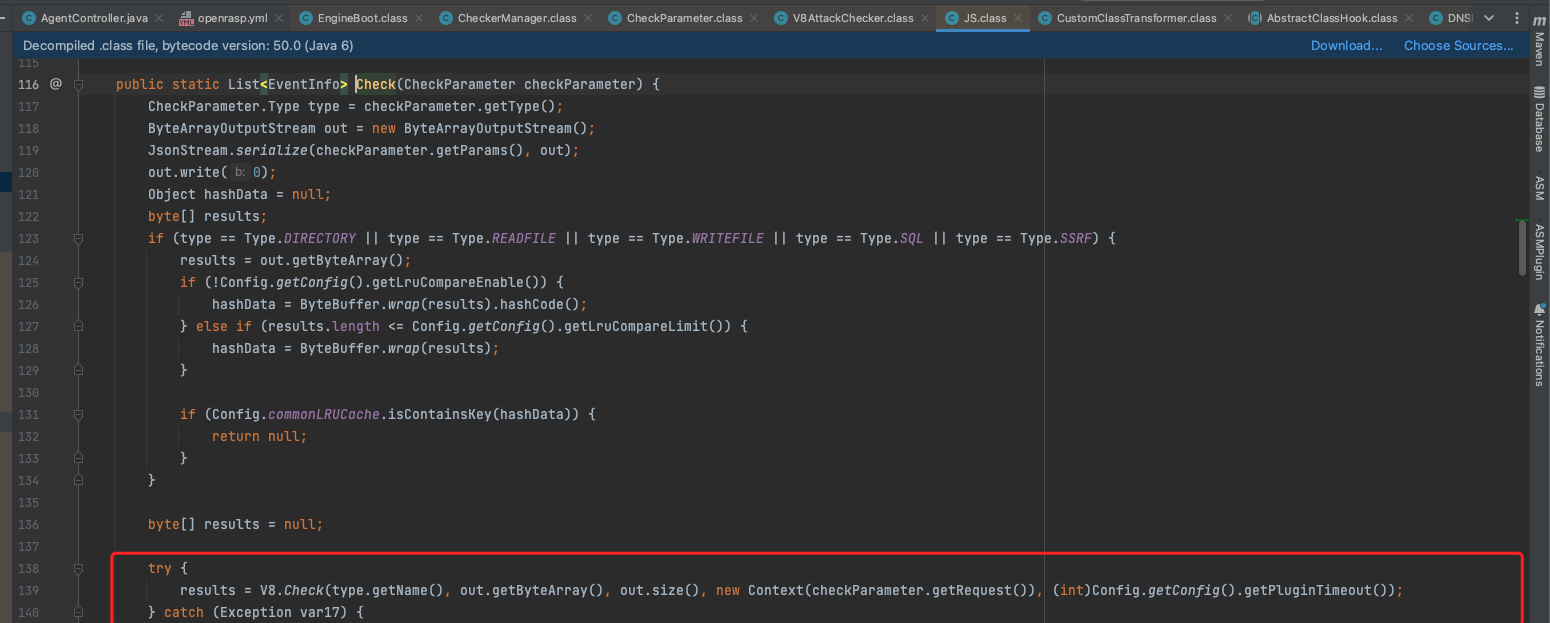 AgentController.java openrasp.yml EngineBoot.class CheckerManager.class CheckParameter.class V8AttackChecker.class JS.class CustomClassTransformer.class AbstractClassHook.class
Decompiled .class file, bytecode version: 50.0 (Java 6) Download... Choose Sources...
115
116 @ public static List<EventInfo> Check(CheckParameter checkParameter) {
117 CheckParameter.Type type = checkParameter.getType();
118 ByteArrayOutputStream out = new ByteArrayOutputStream();
119 JsonStream.serialize(checkParameter.getParams(), out);
120 out.write( b: 0);
121 Object hashData = null;
122 byte[] results;
123 if (type == Type.DIRECTORY || type == Type.READFILE || type == Type.WRITEFILE || type == Type.SQL || type == Type.SSRF) {
124 results = out.getByteArray();
125 if (!Config.getConfig().getLruCompareEnable()) {
126 hashData = ByteBuffer.wrap(results).hashCode();
127 } else if (results.length <= Config.getConfig().getLruCompareLimit()) {
128 hashData = ByteBuffer.wrap(results);
129 }
130
131 if (Config.commonLRUCache.isContainsKey(hashData)) {
132 return null;
133 }
134 }
135
136 byte[] results = null;
137
138 try {
139 results = V8.Check(type.getName(), out.getByteArray(), out.size(), new Context(checkParameter.getRequest()), (int)Config.getConfig().getPluginTimeout());
140 } catch (Exception var17) {
m
Maven
Database
ASM
ASMPlugin
Notifications